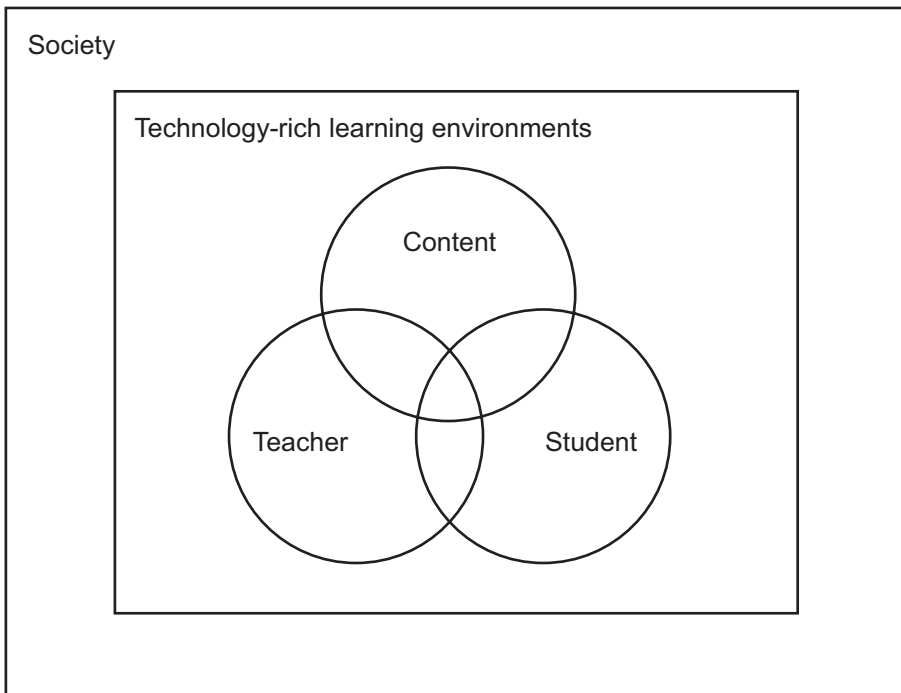 Society
Technology-rich learning environments
Content
Teacher
Student